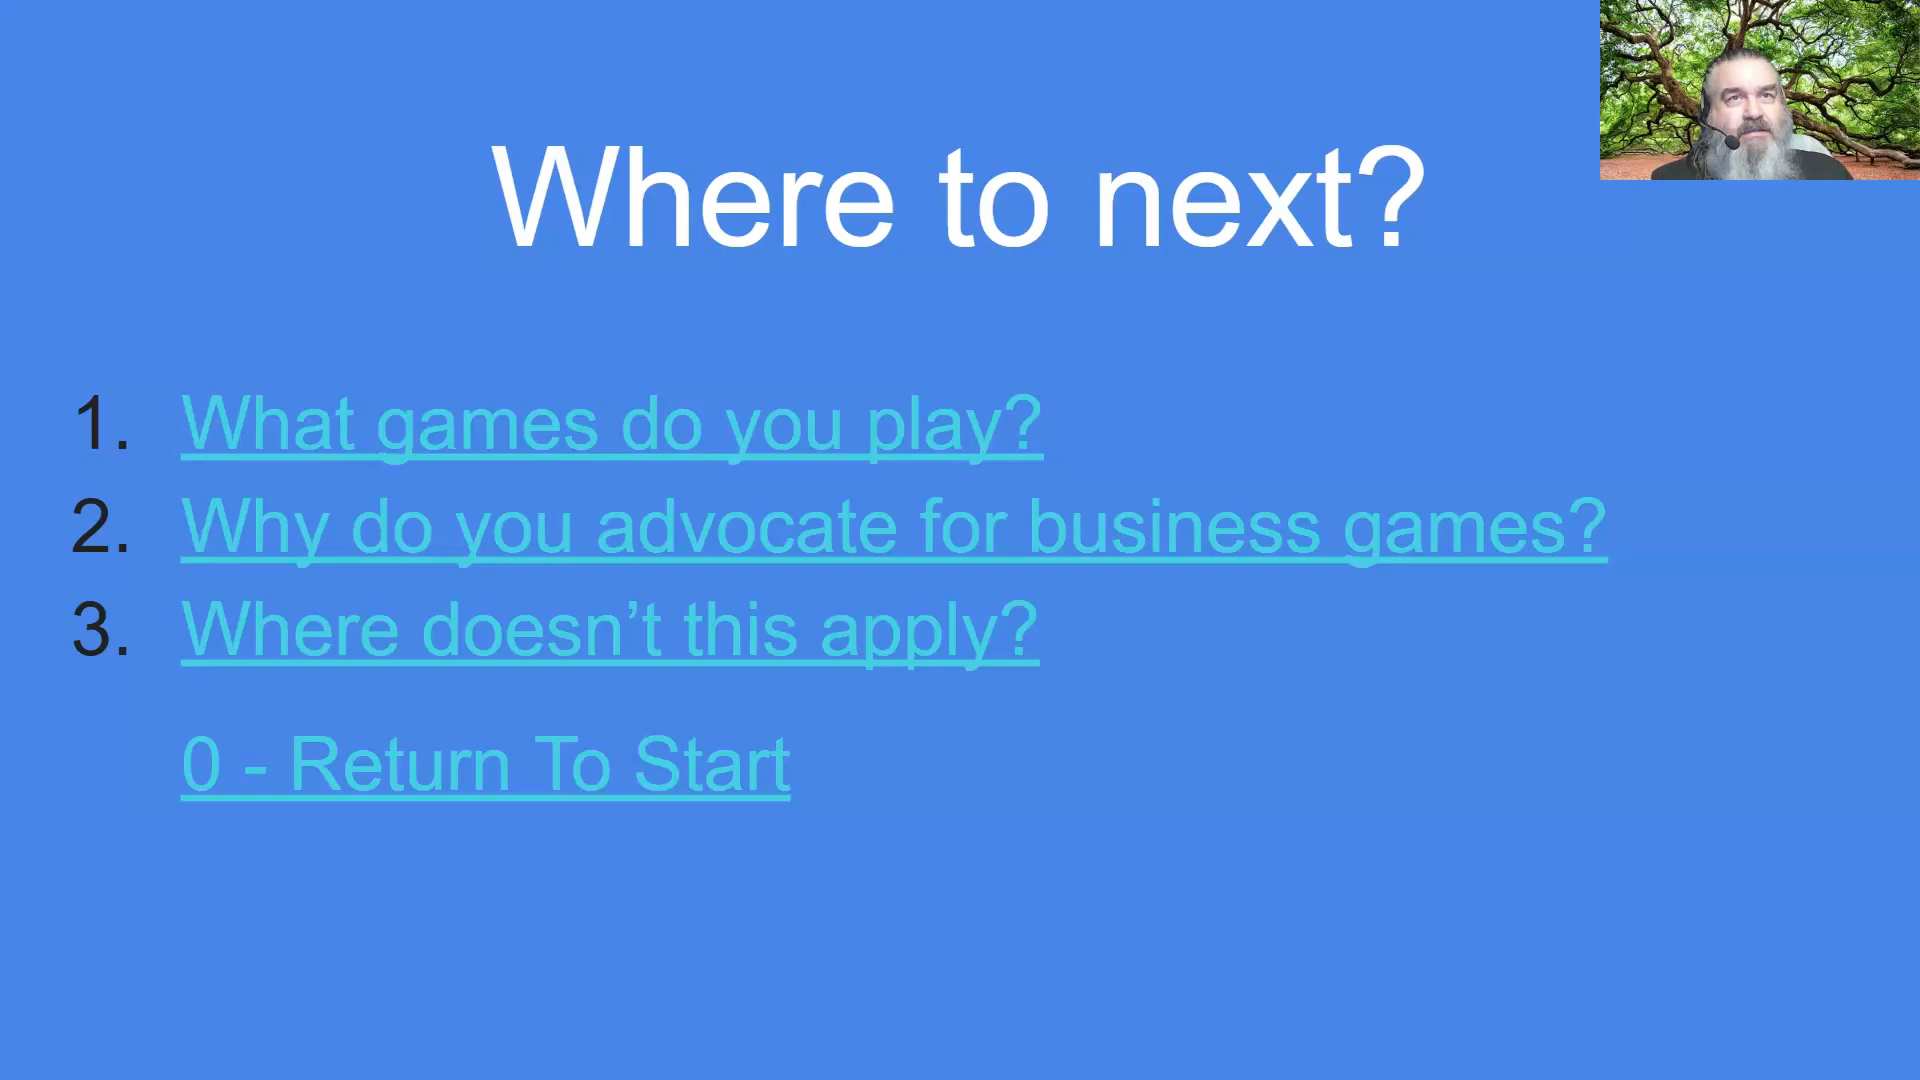 Where to next?
1. What games do you play?
2. Why do you advocate for business games?
3. Where doesn’t this apply?
0 - Return To Start